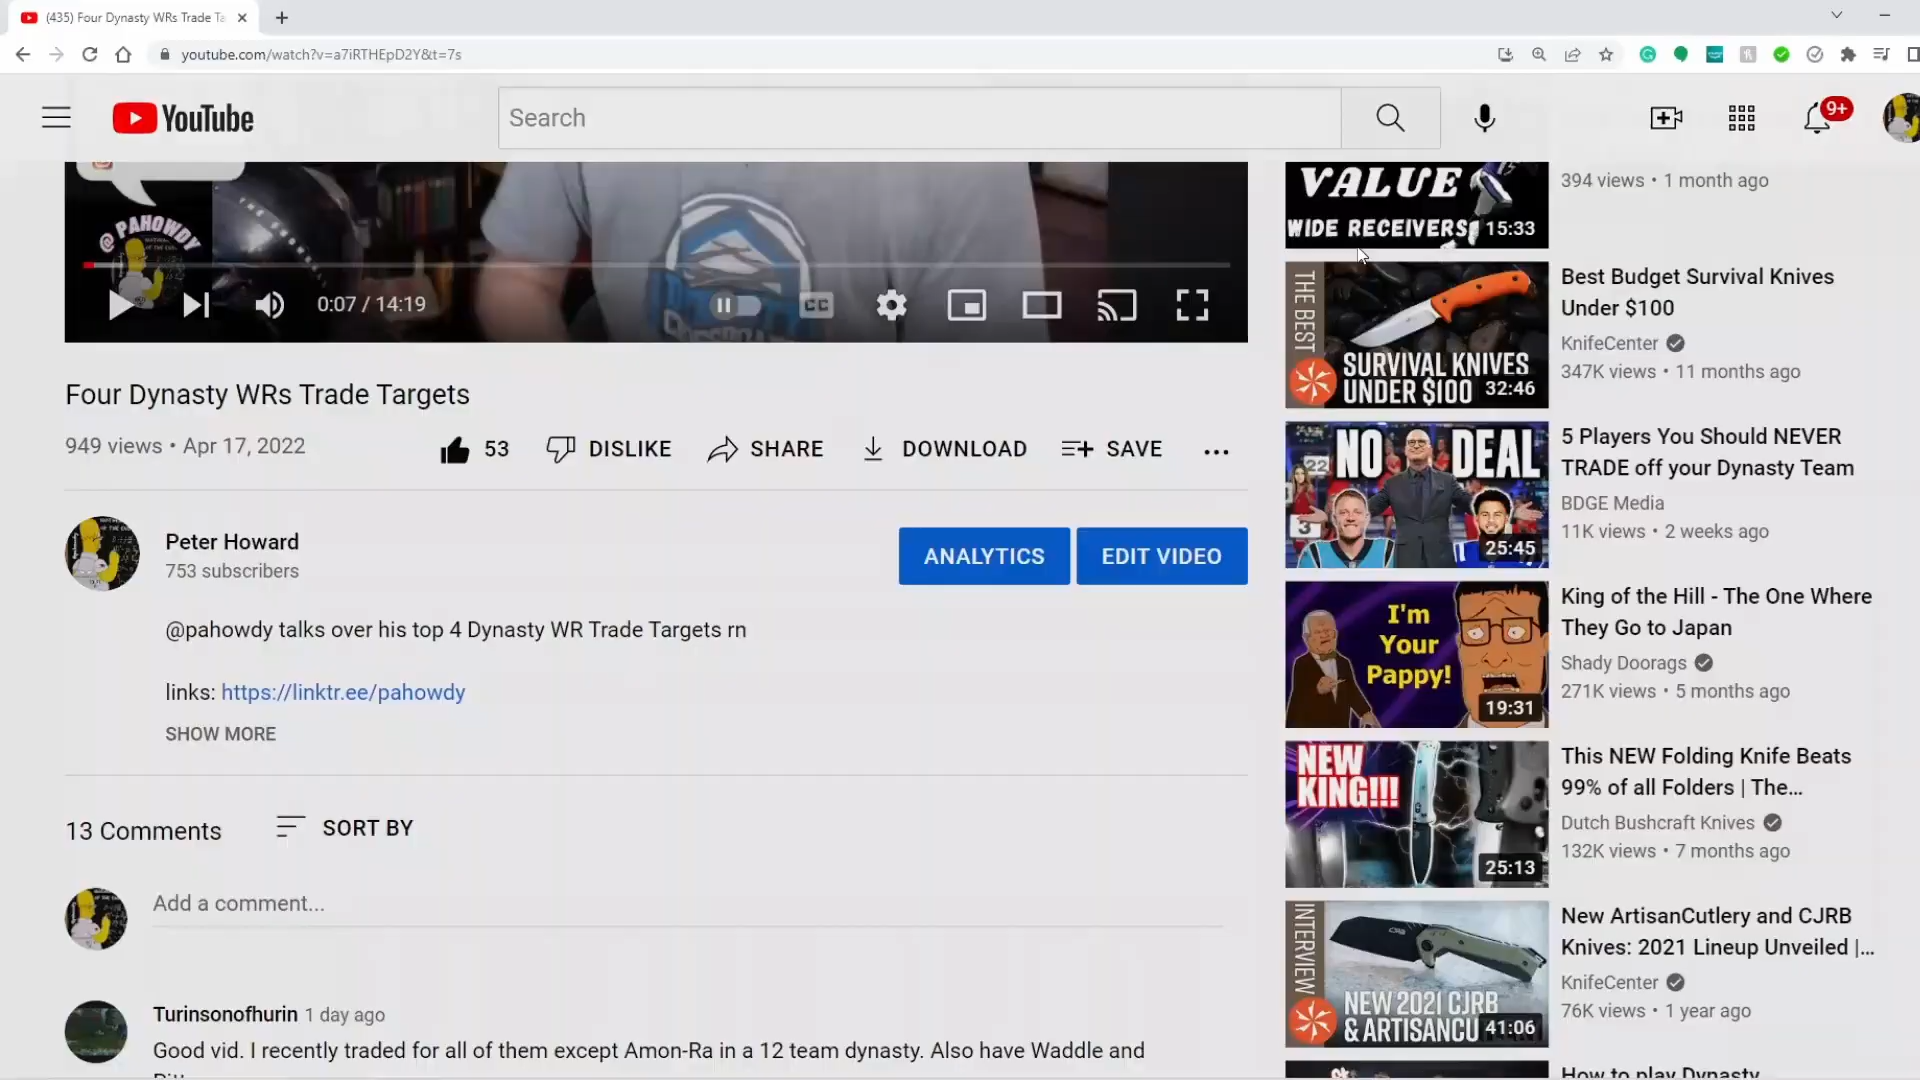 (435) Four Dynasty WRs Trade Ta
youtube.com/watch?v=a7iRTHEpD2Y&t=7s
YouTube
Search
9+
@PAHOWDY
0:07 / 14:19
CC
Four Dynasty WRs Trade Targets
949 views • Apr 17, 2022
53
DISLIKE
SHARE
DOWNLOAD
SAVE
Peter Howard
753 subscribers
ANALYTICS
EDIT VIDEO
@pahowdy talks over his top 4 Dynasty WR Trade Targets rn
links: https://linktr.ee/pahowdy
SHOW MORE
13 Comments
SORT BY
Add a comment...
Turinsonofhurin 1 day ago
Good vid. I recently traded for all of them except Amon-Ra in a 12 team dynasty. Also have Waddle and
VALUE
WIDE RECEIVERS
15:33
394 views • 1 month ago
THE BEST
SURVIVAL KNIVES
UNDER $100
32:46
Best Budget Survival Knives
Under $100
KnifeCenter
347K views • 11 months ago
NO DEAL
22
3
25:45
5 Players You Should NEVER
TRADE off your Dynasty Team
BDGE Media
11K views • 2 weeks ago
I'm
Your
Pappy!
19:31
King of the Hill - The One Where
They Go to Japan
Shady Doorags
271K views • 5 months ago
NEW
KING!!!
25:13
This NEW Folding Knife Beats
99% of all Folders | The...
Dutch Bushcraft Knives
132K views • 7 months ago
INTERVIEW
NEW 2021 CJRB
& ARTISANCU
41:06
New ArtisanCutlery and CJRB
Knives: 2021 Lineup Unveiled |...
KnifeCenter
76K views • 1 year ago
How to play Dynasty